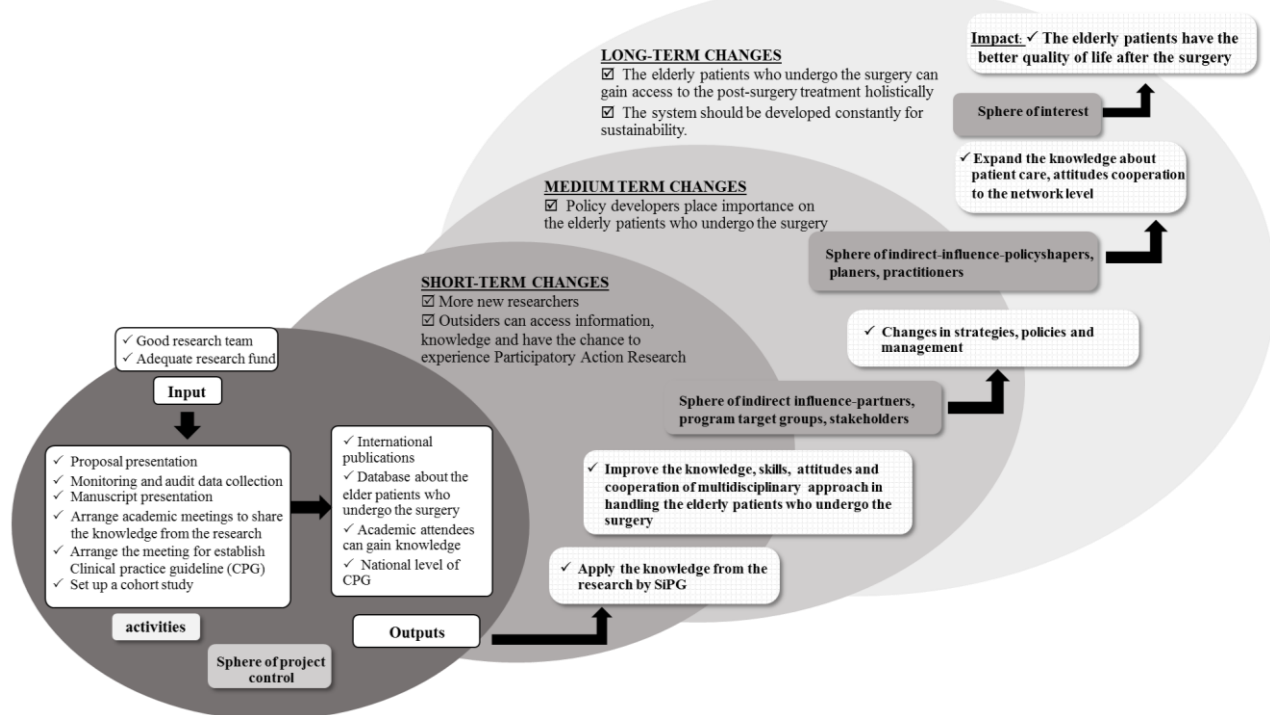 Impact: ✓ The elderly patients have the
better quality of life after the surgery
LONG-TERM CHANGES
☑ The elderly patients who undergo the surgery can
gain access to the post-surgery treatment holistically
☑ The system should be developed constantly for
sustainability.
Sphere of interest
✓ Expand the knowledge about
patient care, attitudes cooperation
to the network level
MEDIUM TERM CHANGES
☑ Policy developers place importance on
the elderly patients who undergo the surgery
Sphere of indirect-influence-policyshapers,
planers, practitioners
SHORT-TERM CHANGES
☑ More new researchers
☑ Outsiders can access information,
knowledge and have the chance to
experience Participatory Action Research
✓ Changes in strategies, policies and
management
Sphere of indirect influence-partners,
program target groups, stakeholders
✓ Improve the knowledge, skills, attitudes and
cooperation of multidisciplinary approach in
handling the elderly patients who undergo the
surgery
✓ Apply the knowledge from the
research by SiPG
✓ Good research team
✓ Adequate research fund
Input
✓ Proposal presentation
✓ Monitoring and audit data collection
✓ Manuscript presentation
✓ Arrange academic meetings to share
the knowledge from the research
✓ Arrange the meeting for establish
Clinical practice guideline (CPG)
✓ Set up a cohort study
activities
✓ International
publications
✓ Database about the
elder patients who
undergo the surgery
✓ Academic attendees
can gain knowledge
✓ National level of
CPG
Outputs
Sphere of project
control